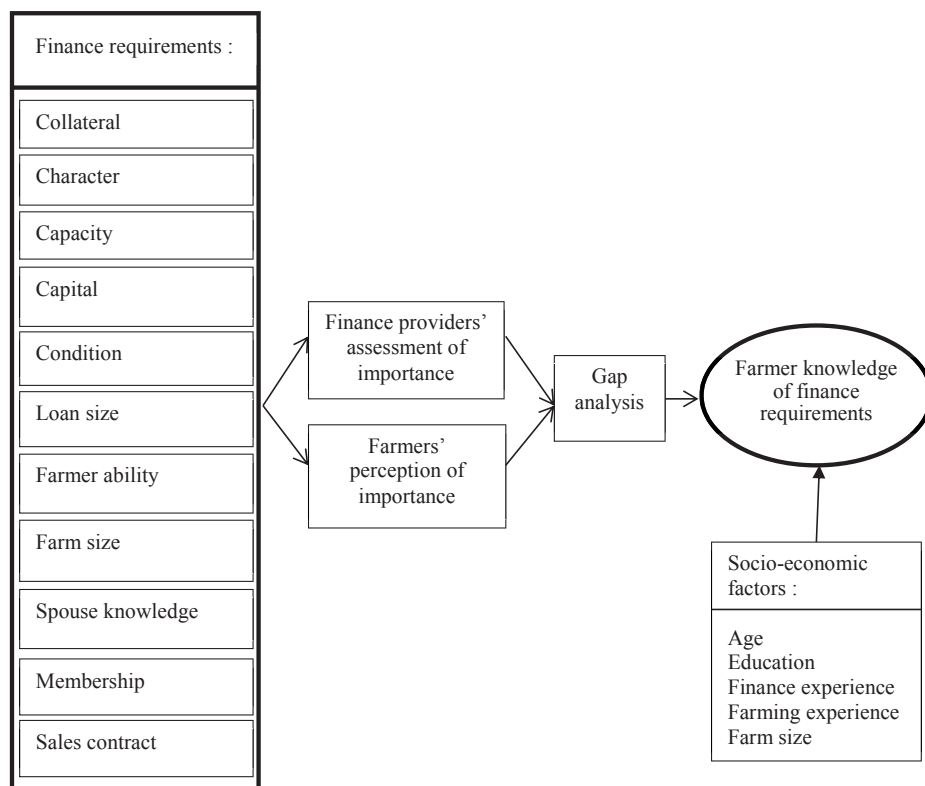 Finance requirements :
Collateral
Character
Capacity
Capital
Condition
Loan size
Farmer ability
Farm size
Spouse knowledge
Membership
Sales contract
Finance providers’
assessment of
importance
Farmers’
perception of
importance
Gap
analysis
Farmer knowledge
of finance
requirements
Socio-economic
factors :
Age
Education
Finance experience
Farming experience
Farm size